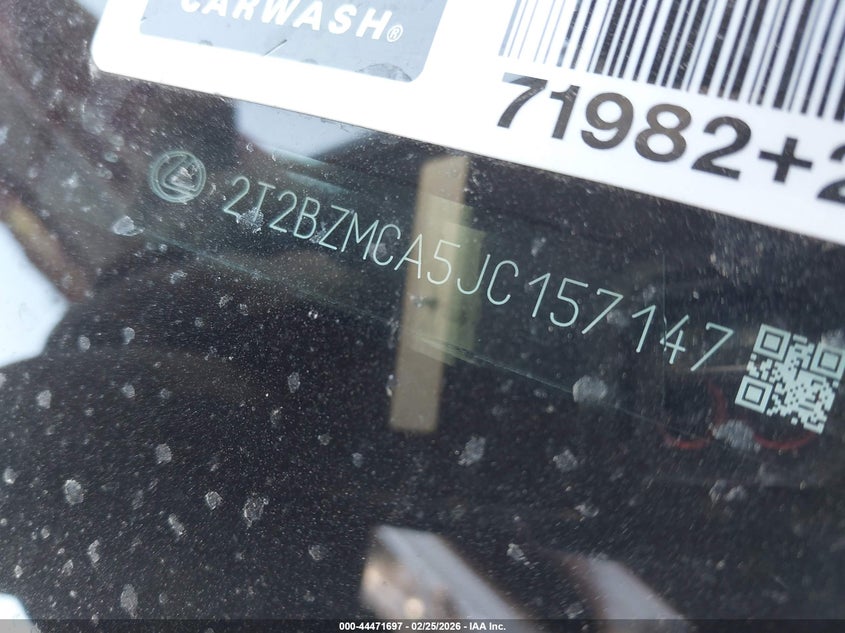 CARWASH®
71982+2
2T2BZMCA5JC157147
000-44471697 - 02/25/2026 - IAA Inc.